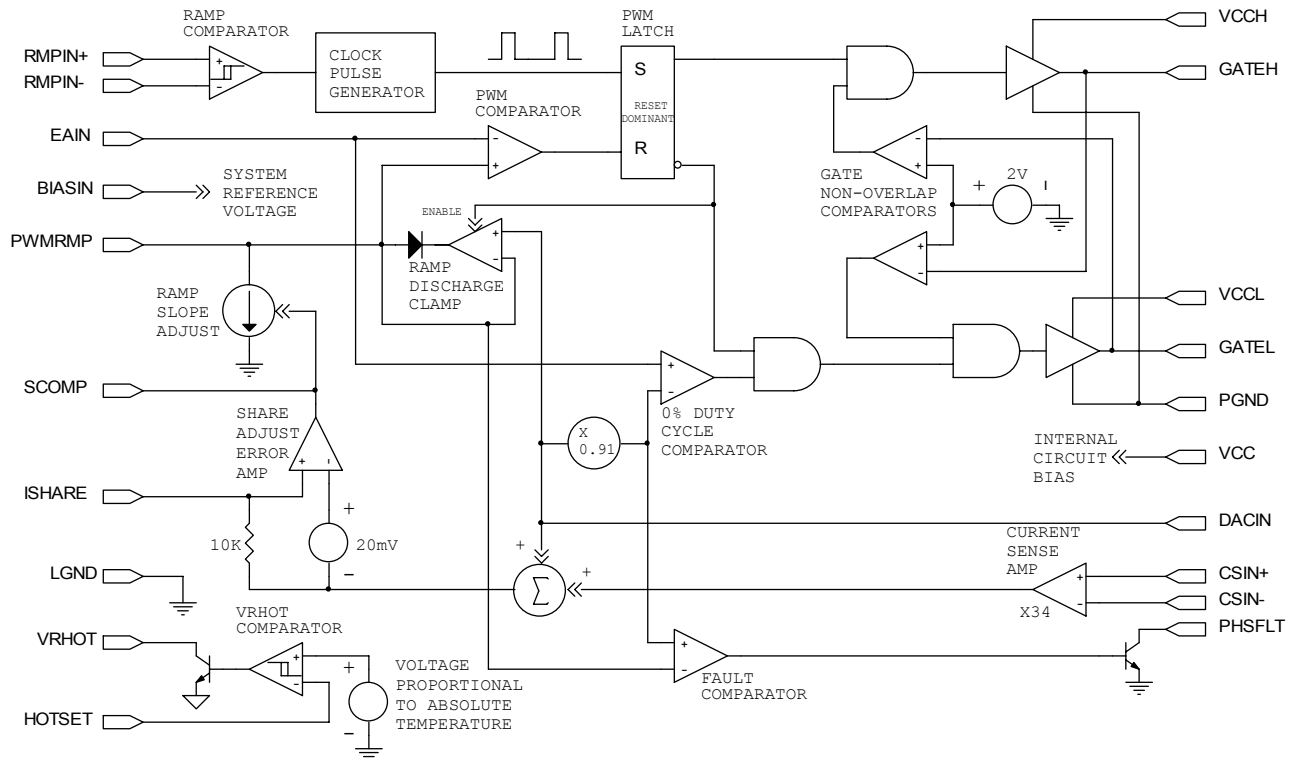 RAMP
COMPARATOR
PWM
LATCH
VCCH
RMPIN+
+
CLOCK
PULSE
GENERATOR
S
GATEH
RMPIN-
-
PWM
COMPARATOR
RESET
DOMINANT
EAIN
-
+
R
-
+
GATE
NON-OVERLAP
COMPARATORS
+
2V
-
BIASIN
SYSTEM
REFERENCE
VOLTAGE
ENABLE
PWMRMP
+
-
RAMP
DISCHARGE
CLAMP
+
-
RAMP
SLOPE
ADJUST
VCCL
GATEL
SCOMP
+
-
0% DUTY
CYCLE
COMPARATOR
PGND
SHARE
ADJUST
ERROR
AMP
+
-
X
0.91
INTERNAL
CIRCUIT
BIAS
VCC
ISHARE
+
10K
20mV
-
DACIN
CURRENT
SENSE
AMP
+
+
Σ
LGND
+
-
X34
CSIN+
CSIN-
VRHOT
COMPARATOR
VRHOT
+
-
+
-
VOLTAGE
PROPORTIONAL
TO ABSOLUTE
TEMPERATURE
+
-
FAULT
COMPARATOR
PHSFLT
HOTSET